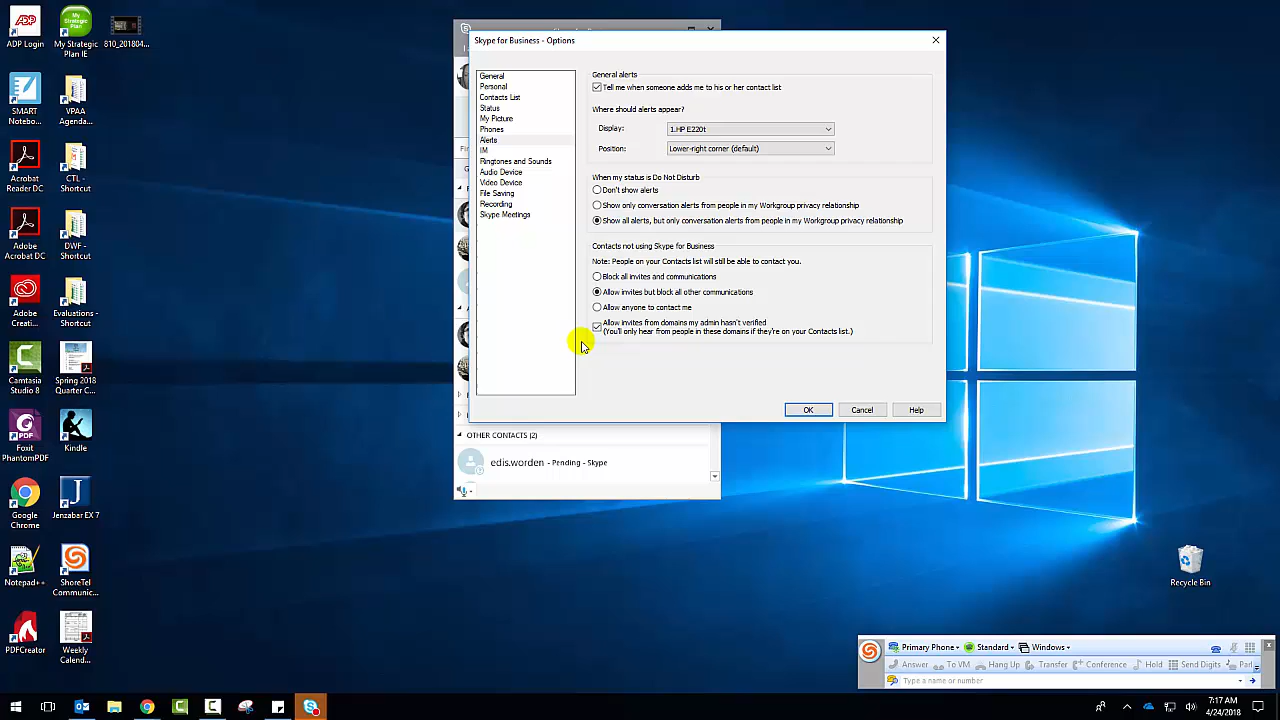 ADP Login
My Strategic
Plan IE
810_201804...
SMART
Notebook
VPAA
Agenda...
Acrobat
Reader DC
CTL -
Shortcut
Adobe
Acrobat DC
DWF -
Shortcut
Adobe
Creati...
Evaluations -
Shortcut
Camtasia
Studio 8
Spring 2018
Quarter C...
Foxit
PhantomPDF
Kindle
Google
Chrome
Jenzabar EX 7
Notepad++
ShoreTel
Communic...
PDFCreator
Weekly
Calend...
Skype for Business - Options
General
Personal
Contacts List
Status
My Picture
Phones
Alerts
IM
Ringtones and Sounds
Audio Device
Video Device
File Saving
Recording
Skype Meetings
General alerts
Tell me when someone adds me to his or her contact list
Where should alerts appear?
Display: 1.HP E220t
Position: Lower-right corner (default)
When my status is Do Not Disturb
Don't show alerts
Show only conversation alerts from people in my Workgroup privacy relationship
Show all alerts, but only conversation alerts from people in my Workgroup privacy relationship
Contacts not using Skype for Business
Note: People on your Contacts list will still be able to contact you.
Block all invites and communications
Allow invites but block all other communications
Allow anyone to contact me
Allow invites from domains my admin hasn't verified
(You'll only hear from people in these domains if they're on your Contacts list.)
OK Cancel Help
OTHER CONTACTS (2)
edis.worden - Pending - Skype
Recycle Bin
Primary Phone Standard Windows
Answer To VM Hang Up Transfer Conference Hold Send Digits Park
Type a name or number
7:17 AM
4/24/2018